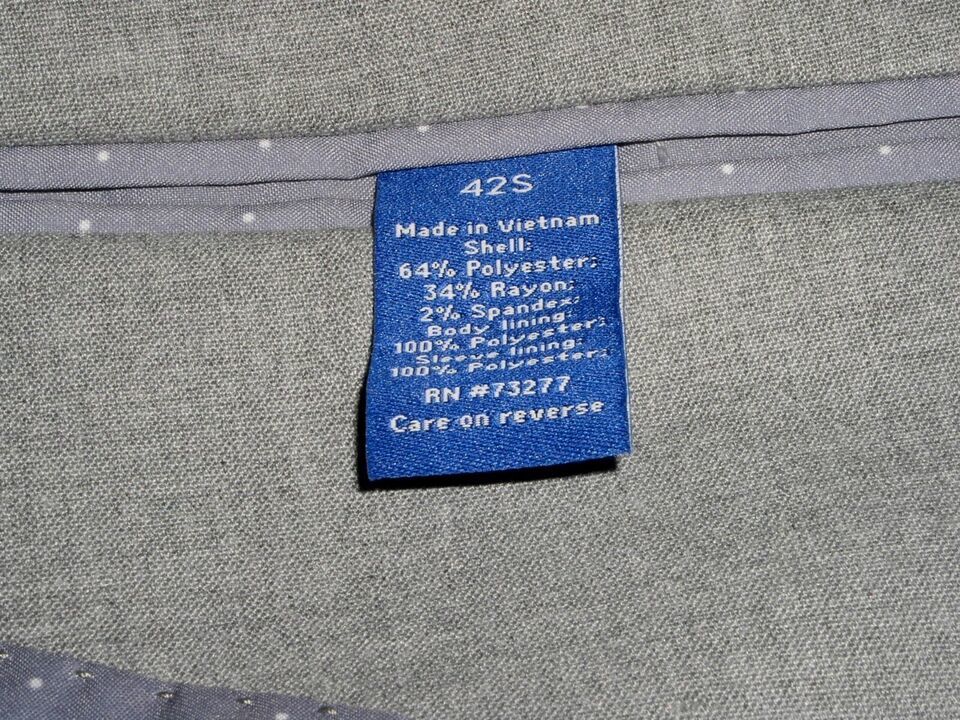 42S
Made in Vietnam
Shell:
64% Polyester;
34% Rayon;
2% Spandex;
Body lining:
100% Polyester;
Sleeve lining:
100% Polyester;
RN #73277
Care on reverse